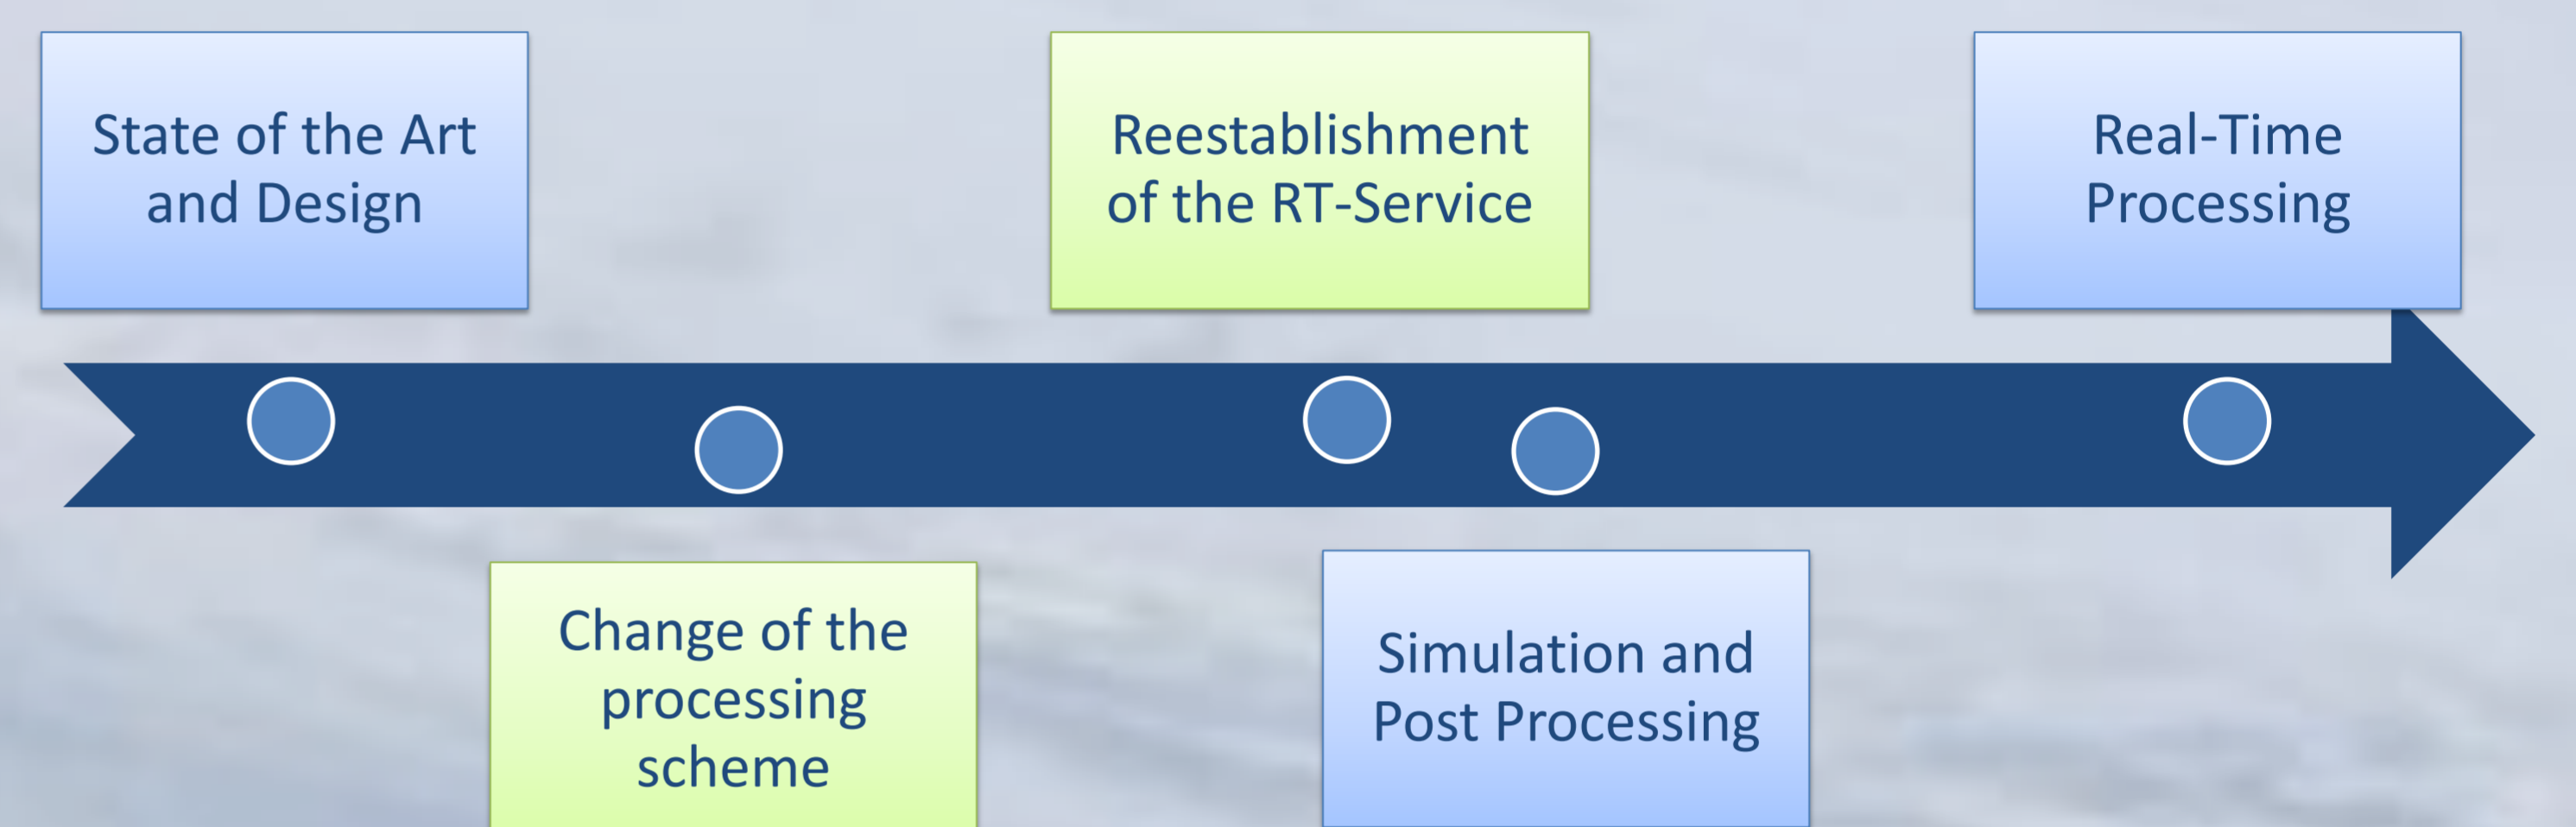 State of the Art
and Design
Reestablishment
of the RT-Service
Real-Time
Processing
Change of the
processing
scheme
Simulation and
Post Processing